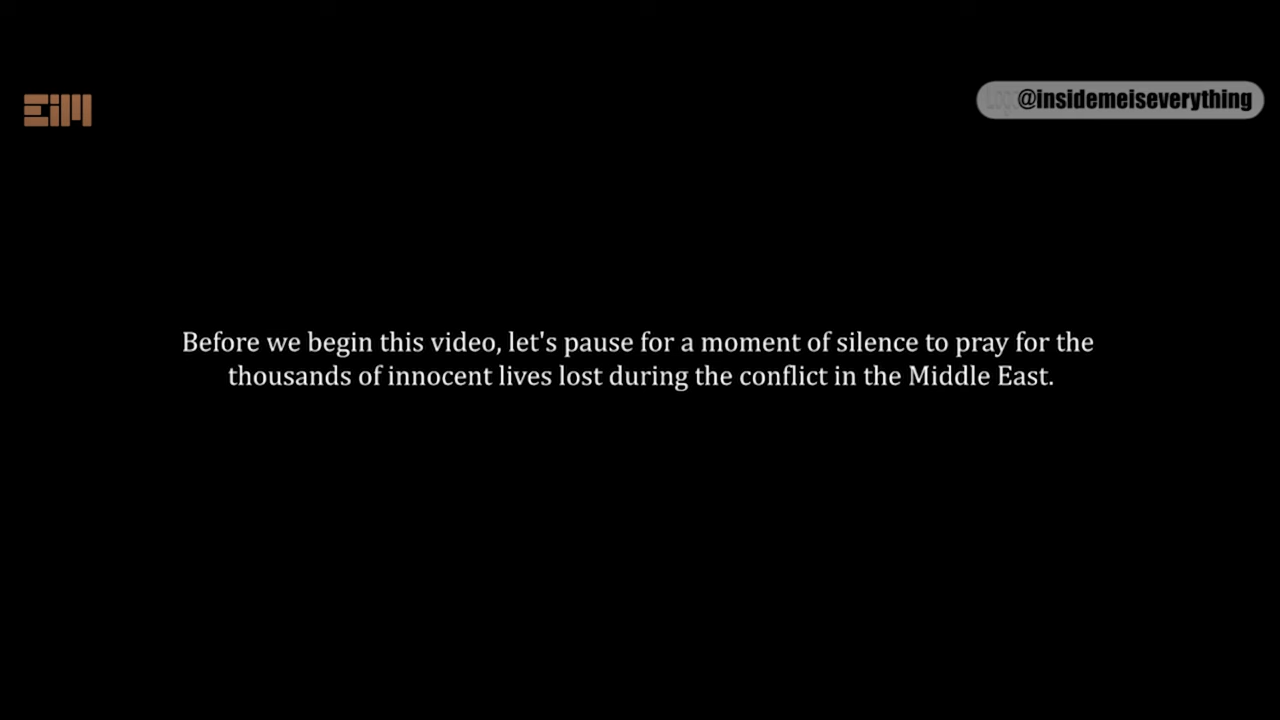 EiM
@insidemeiseverything
Before we begin this video, let's pause for a moment of silence to pray for the
thousands of innocent lives lost during the conflict in the Middle East.